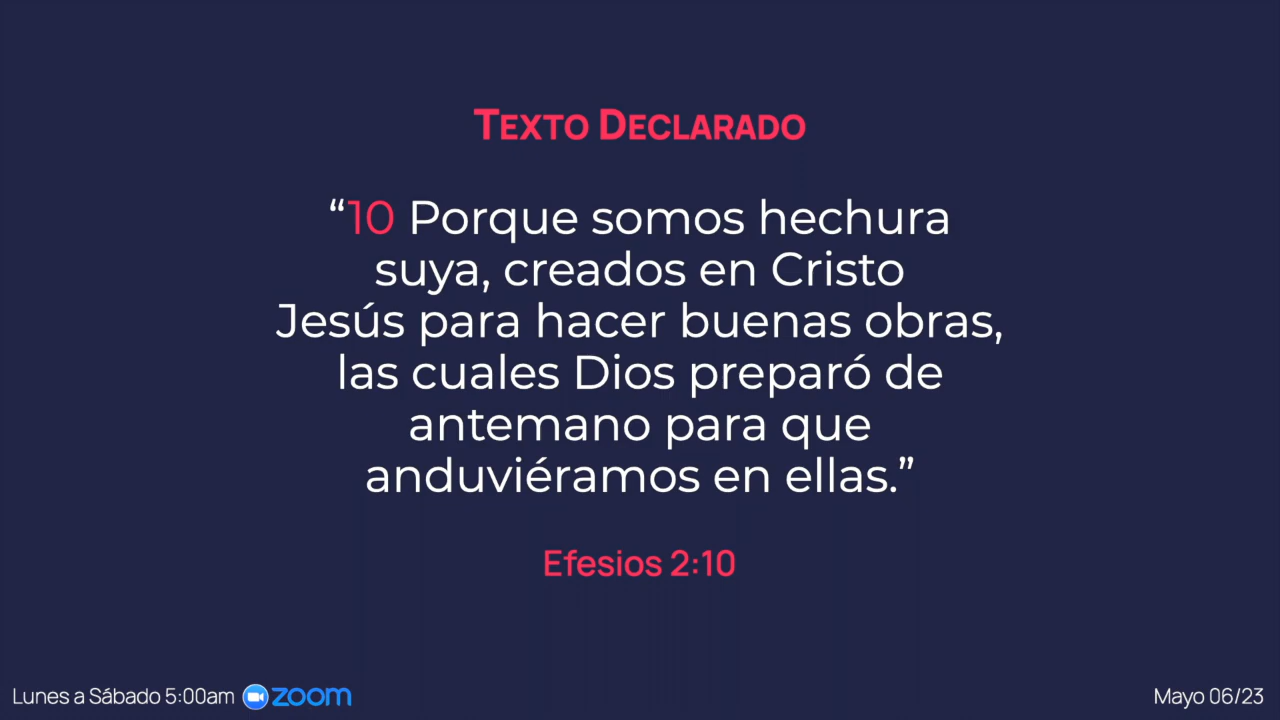 TEXTO DECLARADO
“10 Porque somos hechura
suya, creados en Cristo
Jesús para hacer buenas obras,
las cuales Dios preparó de
antemano para que
anduviéramos en ellas.”
Efesios 2:10
Lunes a Sábado 5:00am zoom
Mayo 06/23